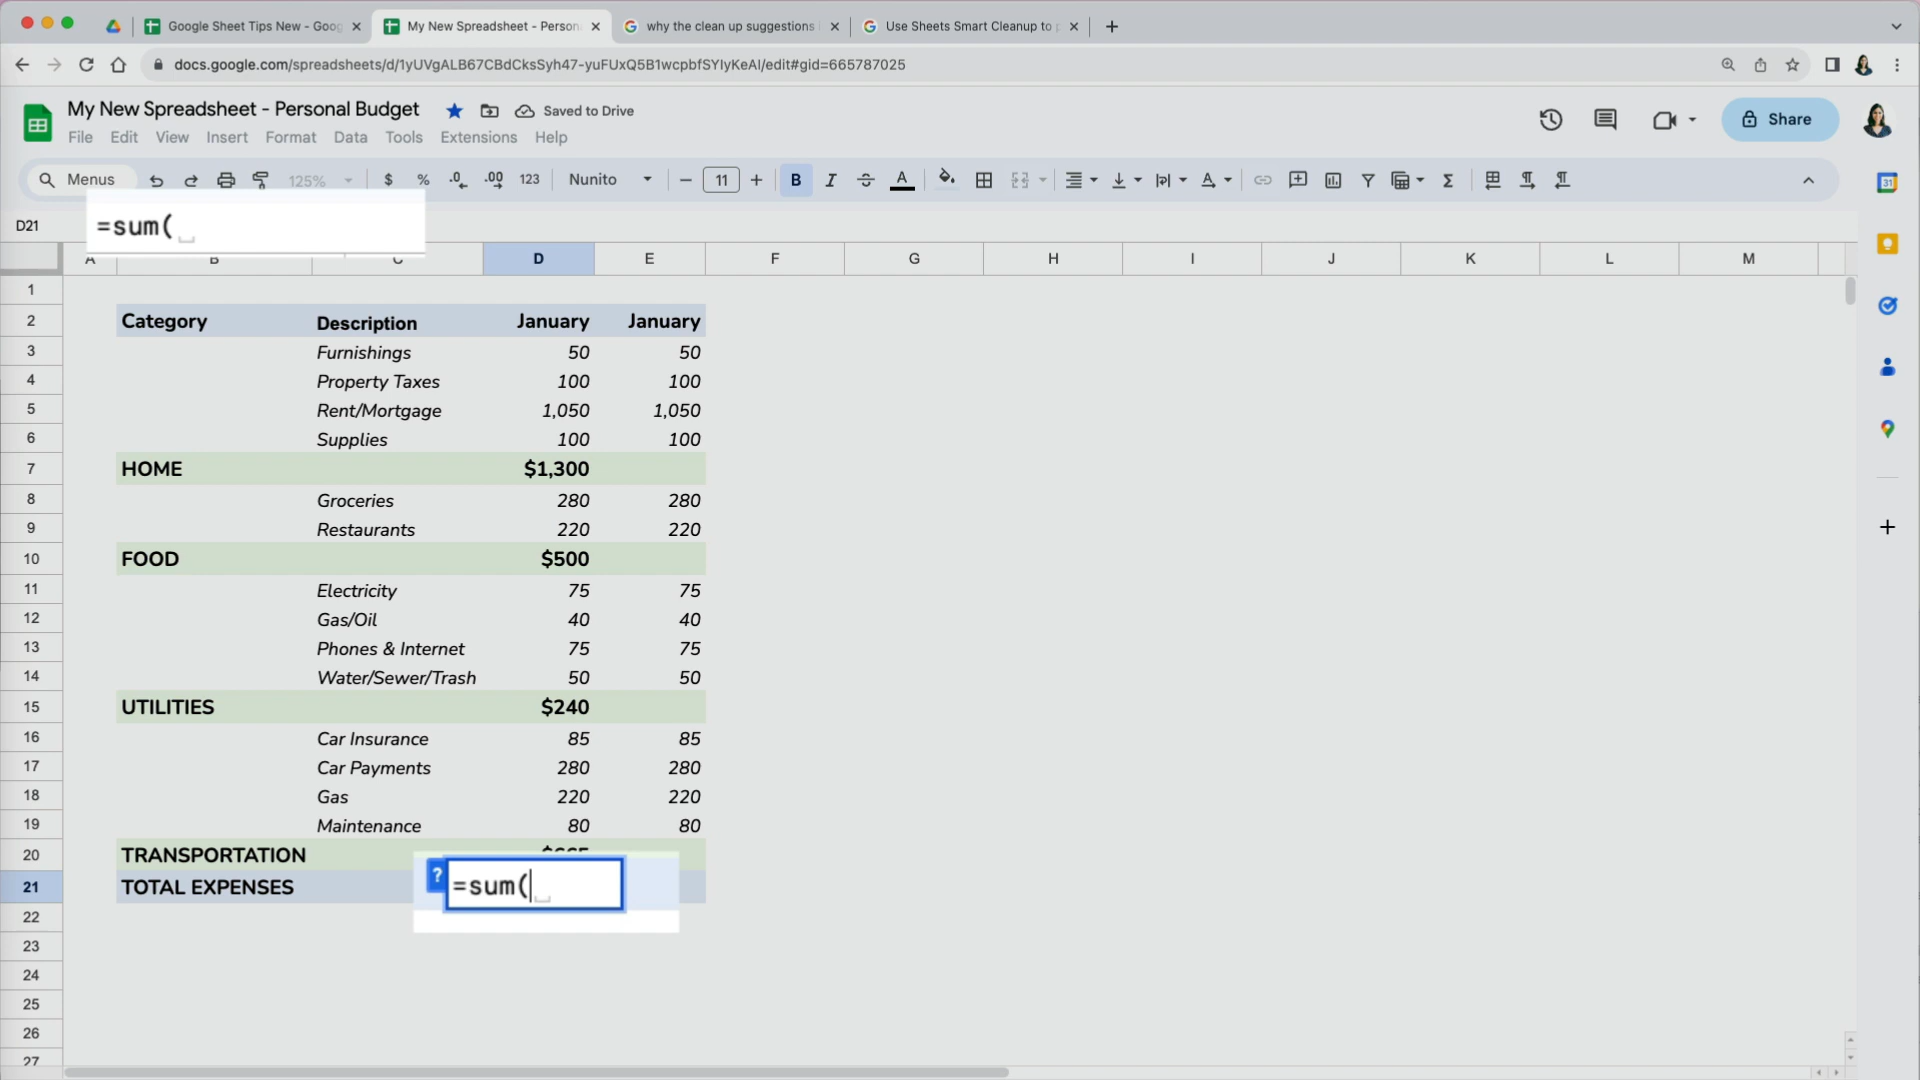 Google Sheet Tips New - Goog
My New Spreadsheet - Person
why the clean up suggestions i
Use Sheets Smart Cleanup to p
docs.google.com/spreadsheets/d/1yUVgALB67CBdCksSyh47-yuFUxQ5B1wcpbfSYIyKeAI/edit#gid=665787025
My New Spreadsheet - Personal Budget
Saved to Drive
File Edit View Insert Format Data Tools Extensions Help
Share
Menus 125% $ % .0 .00 123 Nunito 11 B I A
31
D21 =sum(
A B C D E F G H I J K L M
1
2 Category Description January January
3 Furnishings 50 50
4 Property Taxes 100 100
5 Rent/Mortgage 1,050 1,050
6 Supplies 100 100
7 HOME $1,300
8 Groceries 280 280
9 Restaurants 220 220
10 FOOD $500
11 Electricity 75 75
12 Gas/Oil 40 40
13 Phones & Internet 75 75
14 Water/Sewer/Trash 50 50
15 UTILITIES $240
16 Car Insurance 85 85
17 Car Payments 280 280
18 Gas 220 220
19 Maintenance 80 80
20 TRANSPORTATION $665
21 TOTAL EXPENSES ? =sum(
22
23
24
25
26
27